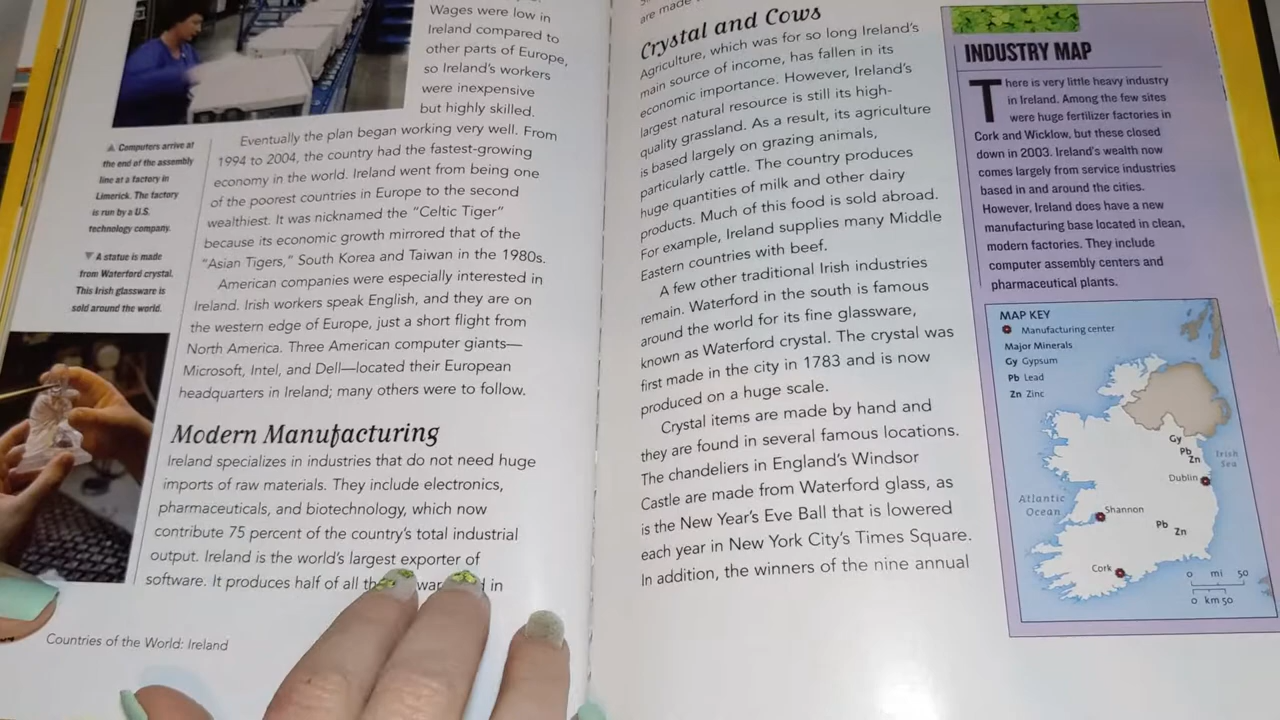 Wages were low in
Ireland compared to
other parts of Europe,
so Ireland's workers
were inexpensive
but highly skilled.
Eventually the plan began working very well. From
1994 to 2004, the country had the fastest-growing
economy in the world. Ireland went from being one
of the poorest countries in Europe to the second
wealthiest. It was nicknamed the “Celtic Tiger”
because its economic growth mirrored that of the
“Asian Tigers,” South Korea and Taiwan in the 1980s.
American companies were especially interested in
Ireland. Irish workers speak English, and they are on
the western edge of Europe, just a short flight from
North America. Three American computer giants—
Microsoft, Intel, and Dell—located their European
headquarters in Ireland; many others were to follow.
▲ Computers arrive at
the end of the assembly
line at a factory in
Limerick. The factory
is run by a U.S.
technology company.
▼ A statue is made
from Waterford crystal.
This Irish glassware is
sold around the world.
Modern Manufacturing
Ireland specializes in industries that do not need huge
imports of raw materials. They include electronics,
pharmaceuticals, and biotechnology, which now
contribute 75 percent of the country's total industrial
output. Ireland is the world's largest exporter of
software. It produces half of all in
Countries of the World: Ireland
are made
Crystal and Cows
Agriculture, which was for so long Ireland's
main source of income, has fallen in its
economic importance. However, Ireland's
largest natural resource is still its high-
quality grassland. As a result, its agriculture
is based largely on grazing animals,
particularly cattle. The country produces
huge quantities of milk and other dairy
products. Much of this food is sold abroad.
For example, Ireland supplies many Middle
Eastern countries with beef.
A few other traditional Irish industries
remain. Waterford in the south is famous
around the world for its fine glassware,
known as Waterford crystal. The crystal was
first made in the city in 1783 and is now
produced on a huge scale.
Crystal items are made by hand and
they are found in several famous locations.
The chandeliers in England's Windsor
Castle are made from Waterford glass, as
is the New Year's Eve Ball that is lowered
each year in New York City's Times Square.
In addition, the winners of the nine annual
INDUSTRY MAP
There is very little heavy industry
in Ireland. Among the few sites
were huge fertilizer factories in
Cork and Wicklow, but these closed
down in 2003. Ireland's wealth now
comes largely from service industries
based in and around the cities.
However, Ireland does have a new
manufacturing base located in clean,
modern factories. They include
computer assembly centers and
pharmaceutical plants.
MAP KEY
Manufacturing center
Major Minerals
Gy Gypsum
Pb Lead
Zn Zinc
Gy
Pb
Zn
Irish
Sea
Dublin
Atlantic
Ocean
Shannon
Pb
Zn
Cork
0 mi 50
0 km 50